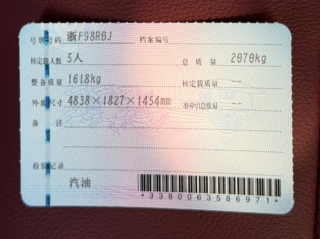 号牌号码 浙F98R0J 档案编号
核定载人数 5人 总质量 2070kg
整备质量 1618kg 核定载质量 --
外廓尺寸 4838×1827×1454mm 准牵引总质量 --
备注
检验记录
汽油
*3380063586971*